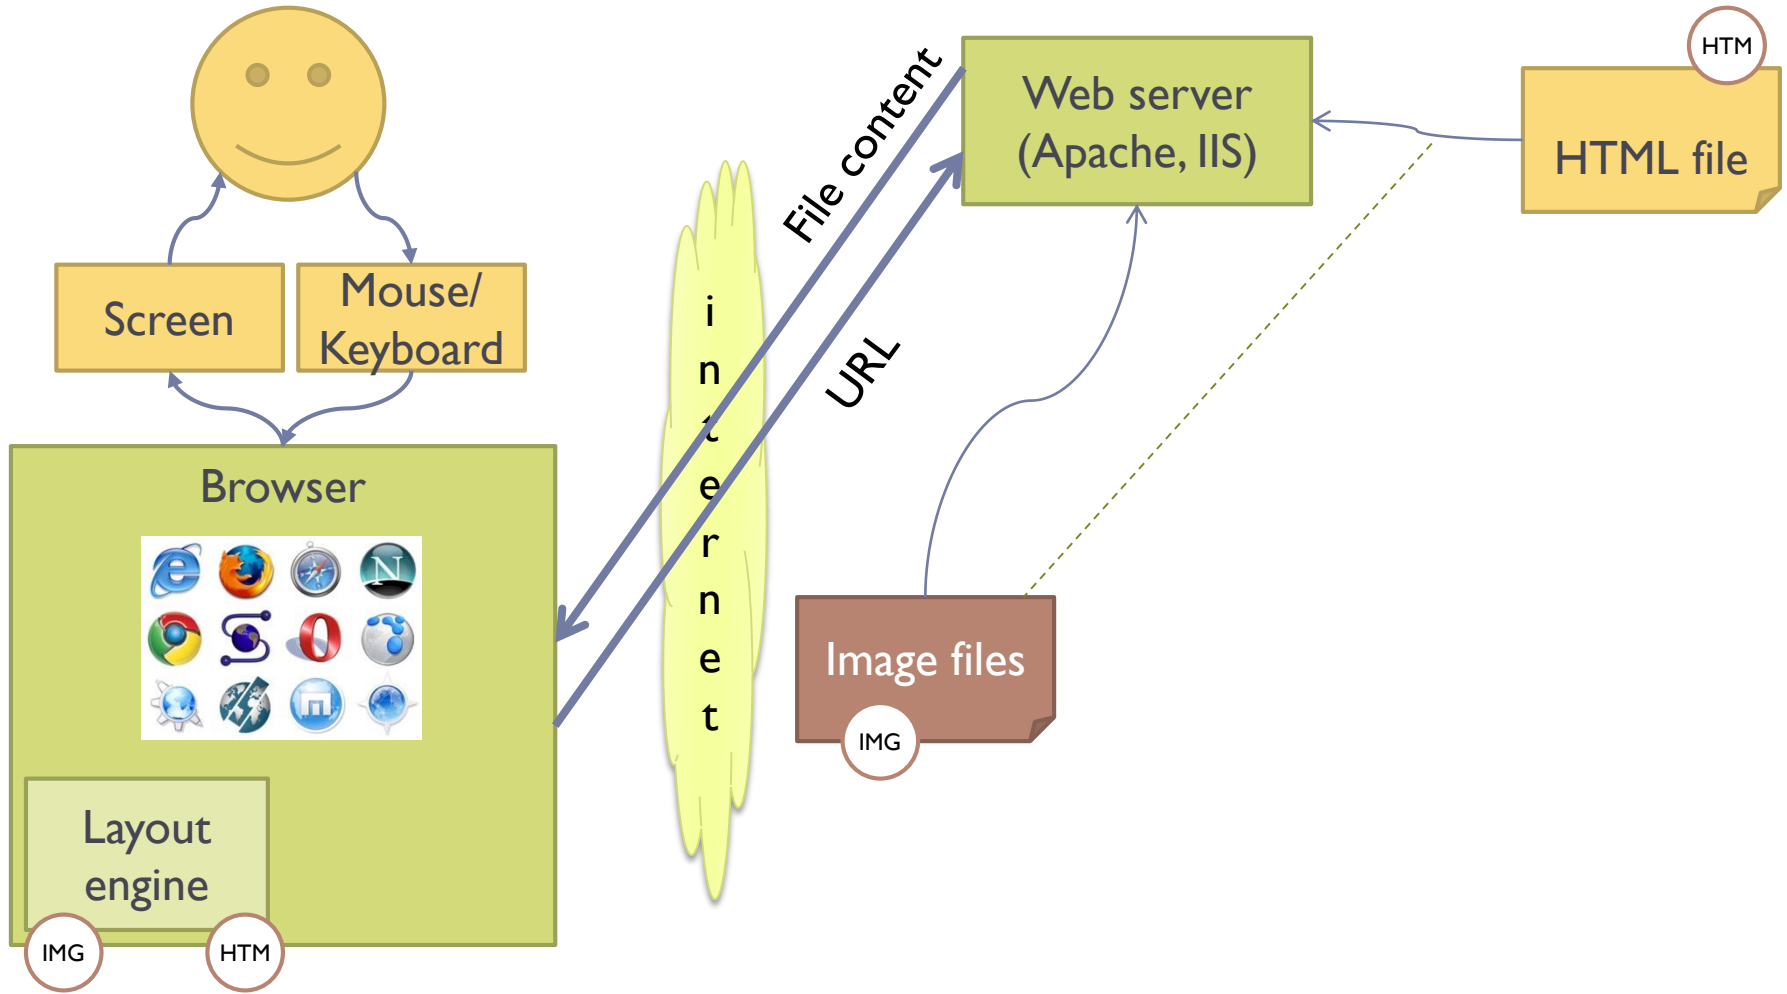 HTM
Web server
(Apache, IIS)
HTML file
File content
Screen
Mouse/
Keyboard
internet
URL
Browser
N
Image files
IMG
Layout
engine
IMG
HTM